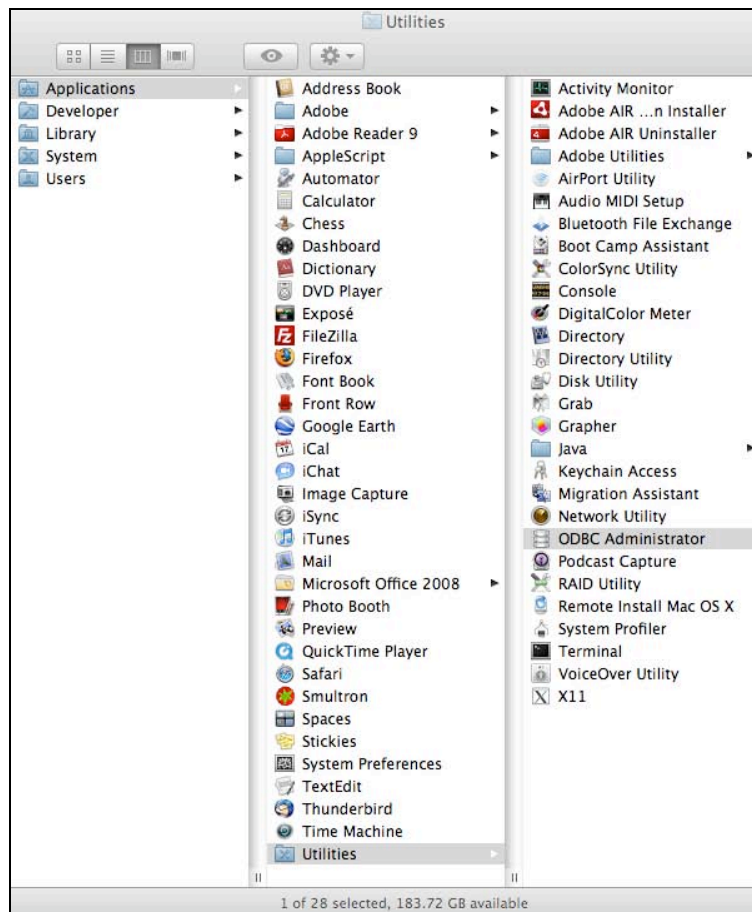 Utilities
Applications
Developer
Library
System
Users
Address Book
Adobe
Adobe Reader 9
AppleScript
Automator
Calculator
Chess
Dashboard
Dictionary
DVD Player
Exposé
FileZilla
Firefox
Font Book
Front Row
Google Earth
iCal
iChat
Image Capture
iSync
iTunes
Mail
Microsoft Office 2008
Photo Booth
Preview
QuickTime Player
Safari
Smultron
Spaces
Stickies
System Preferences
TextEdit
Thunderbird
Time Machine
Utilities
Activity Monitor
Adobe AIR ...n Installer
Adobe AIR Uninstaller
Adobe Utilities
AirPort Utility
Audio MIDI Setup
Bluetooth File Exchange
Boot Camp Assistant
ColorSync Utility
Console
DigitalColor Meter
Directory
Directory Utility
Disk Utility
Grab
Grapher
Java
Keychain Access
Migration Assistant
Network Utility
ODBC Administrator
Podcast Capture
RAID Utility
Remote Install Mac OS X
System Profiler
Terminal
VoiceOver Utility
X11
1 of 28 selected, 183.72 GB available